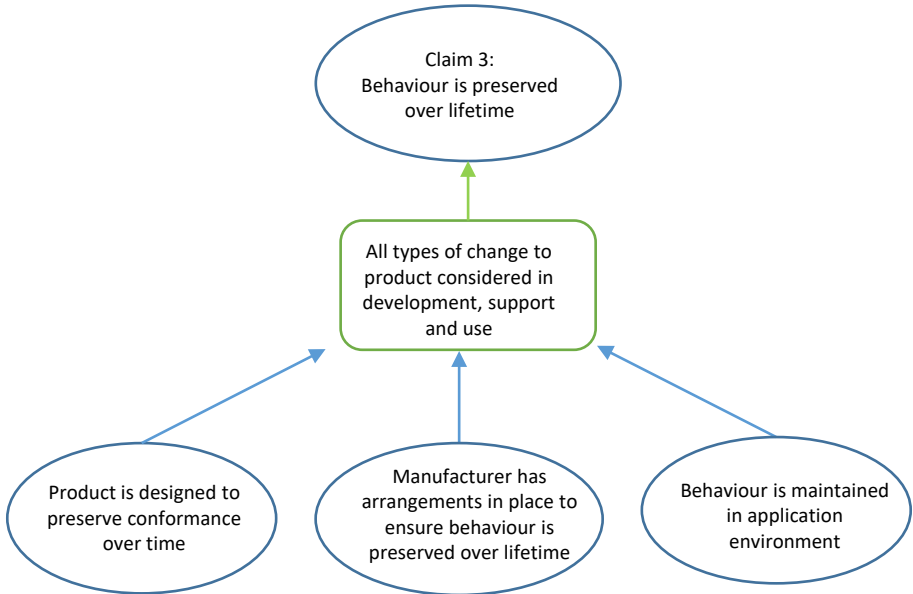 Claim 3:
Behaviour is preserved
over lifetime
All types of change to
product considered in
development, support
and use
Product is designed to
preserve conformance
over time
Manufacturer has
arrangements in place to
ensure behaviour is
preserved over lifetime
Behaviour is maintained
in application
environment